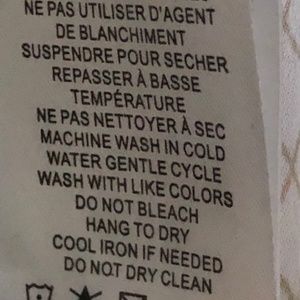 NE PAS UTILISER D'AGENT
DE BLANCHIMENT
SUSPENDRE POUR SECHER
REPASSER À BASSE
TEMPÉRATURE
NE PAS NETTOYER À SEC
MACHINE WASH IN COLD
WATER GENTLE CYCLE
WASH WITH LIKE COLORS
DO NOT BLEACH
HANG TO DRY
COOL IRON IF NEEDED
DO NOT DRY CLEAN